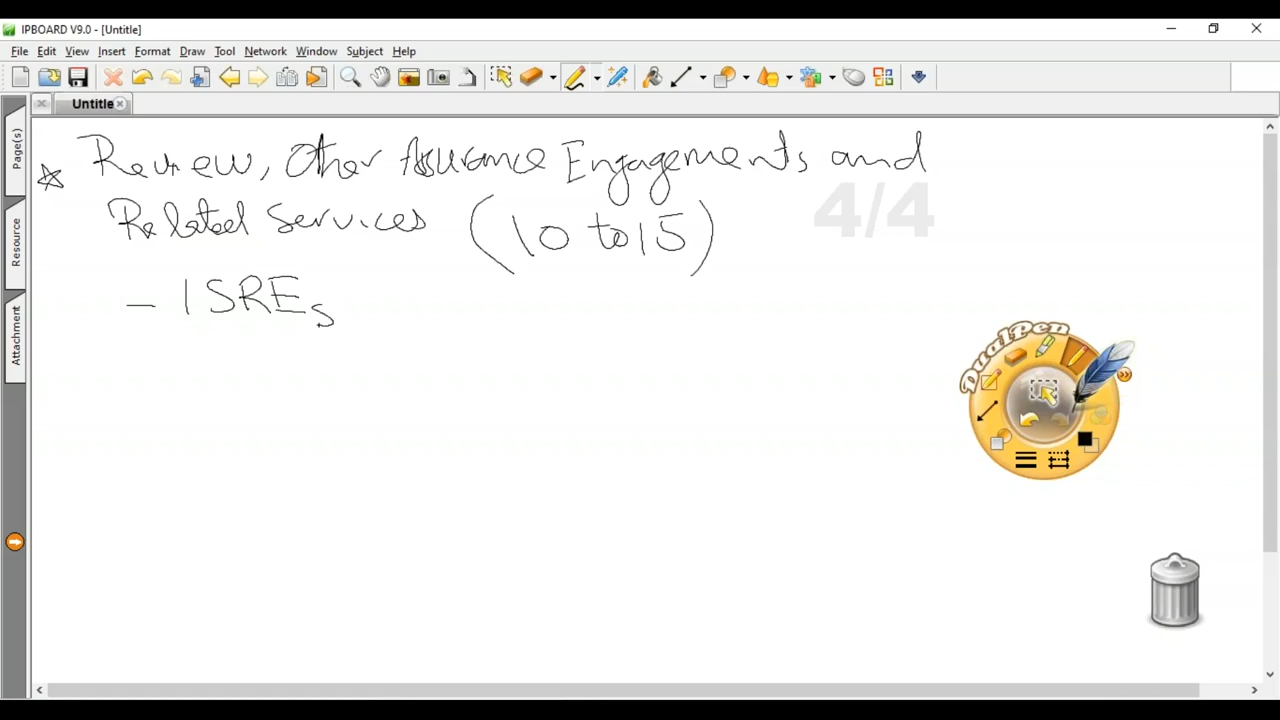 IPBOARD V9.0 - [Untitle]
File Edit View Insert Format Draw Tool Network Window Subject Help
Untitle
Page(s)
Resource
Attachment
Review, Other Assurance Engagements and
Related Services (10 to 15)
4/4
- ISREs
DualPen